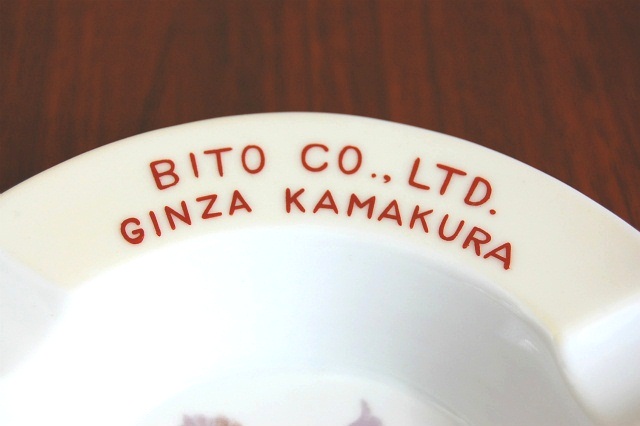 BITO CO., LTD.
GINZA KAMAKURA